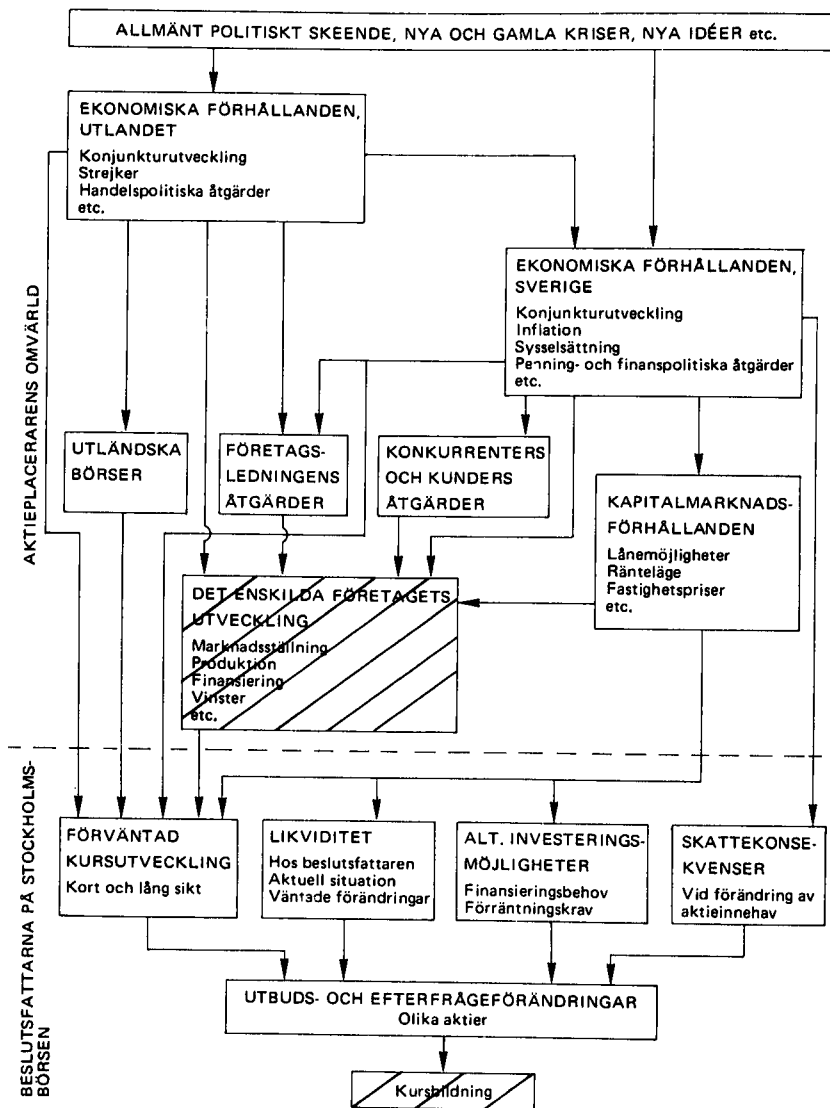 ALLMÄNT POLITISKT SKEENDE, NYA OCH GAMLA KRISER, NYA IDÉER etc.
EKONOMISKA FÖRHÅLLANDEN,
UTLANDET
Konjunkturutveckling
Strejker
Handelspolitiska åtgärder
etc.
EKONOMISKA FÖRHÅLLANDEN,
SVERIGE
Konjunkturutveckling
Inflation
Sysselsättning
Penning- och finanspolitiska åtgärder
etc.
AKTIEPLACERARENS OMVÄRLD
UTLÄNDSKA
BÖRSER
FÖRETAGS-
LEDNINGENS
ÅTGÄRDER
KONKURRENTERS
OCH KUNDERS
ÅTGÄRDER
KAPITALMARKNADS-
FÖRHÅLLANDEN
Lånemöjligheter
Ränteläge
Fastighetspriser
etc.
DET ENSKILDA FÖRETAGETS
UTVECKLING
Marknadsställning
Produktion
Finansiering
Vinster
etc.
BESLUTSFATTARNA PÅ STOCKHOLMS-
BÖRSEN
FÖRVÄNTAD
KURSUTVECKLING
Kort och lång sikt
LIKVIDITET
Hos beslutsfattaren
Aktuell situation
Väntade förändringar
ALT. INVESTERINGS-
MÖJLIGHETER
Finansieringsbehov
Förräntningskrav
SKATTEKONSE-
KVENSER
Vid förändring av
aktieinnehav
UTBUDS- OCH EFTERFRÅGEFÖRÄNDRINGAR
Olika aktier
Kursbildning